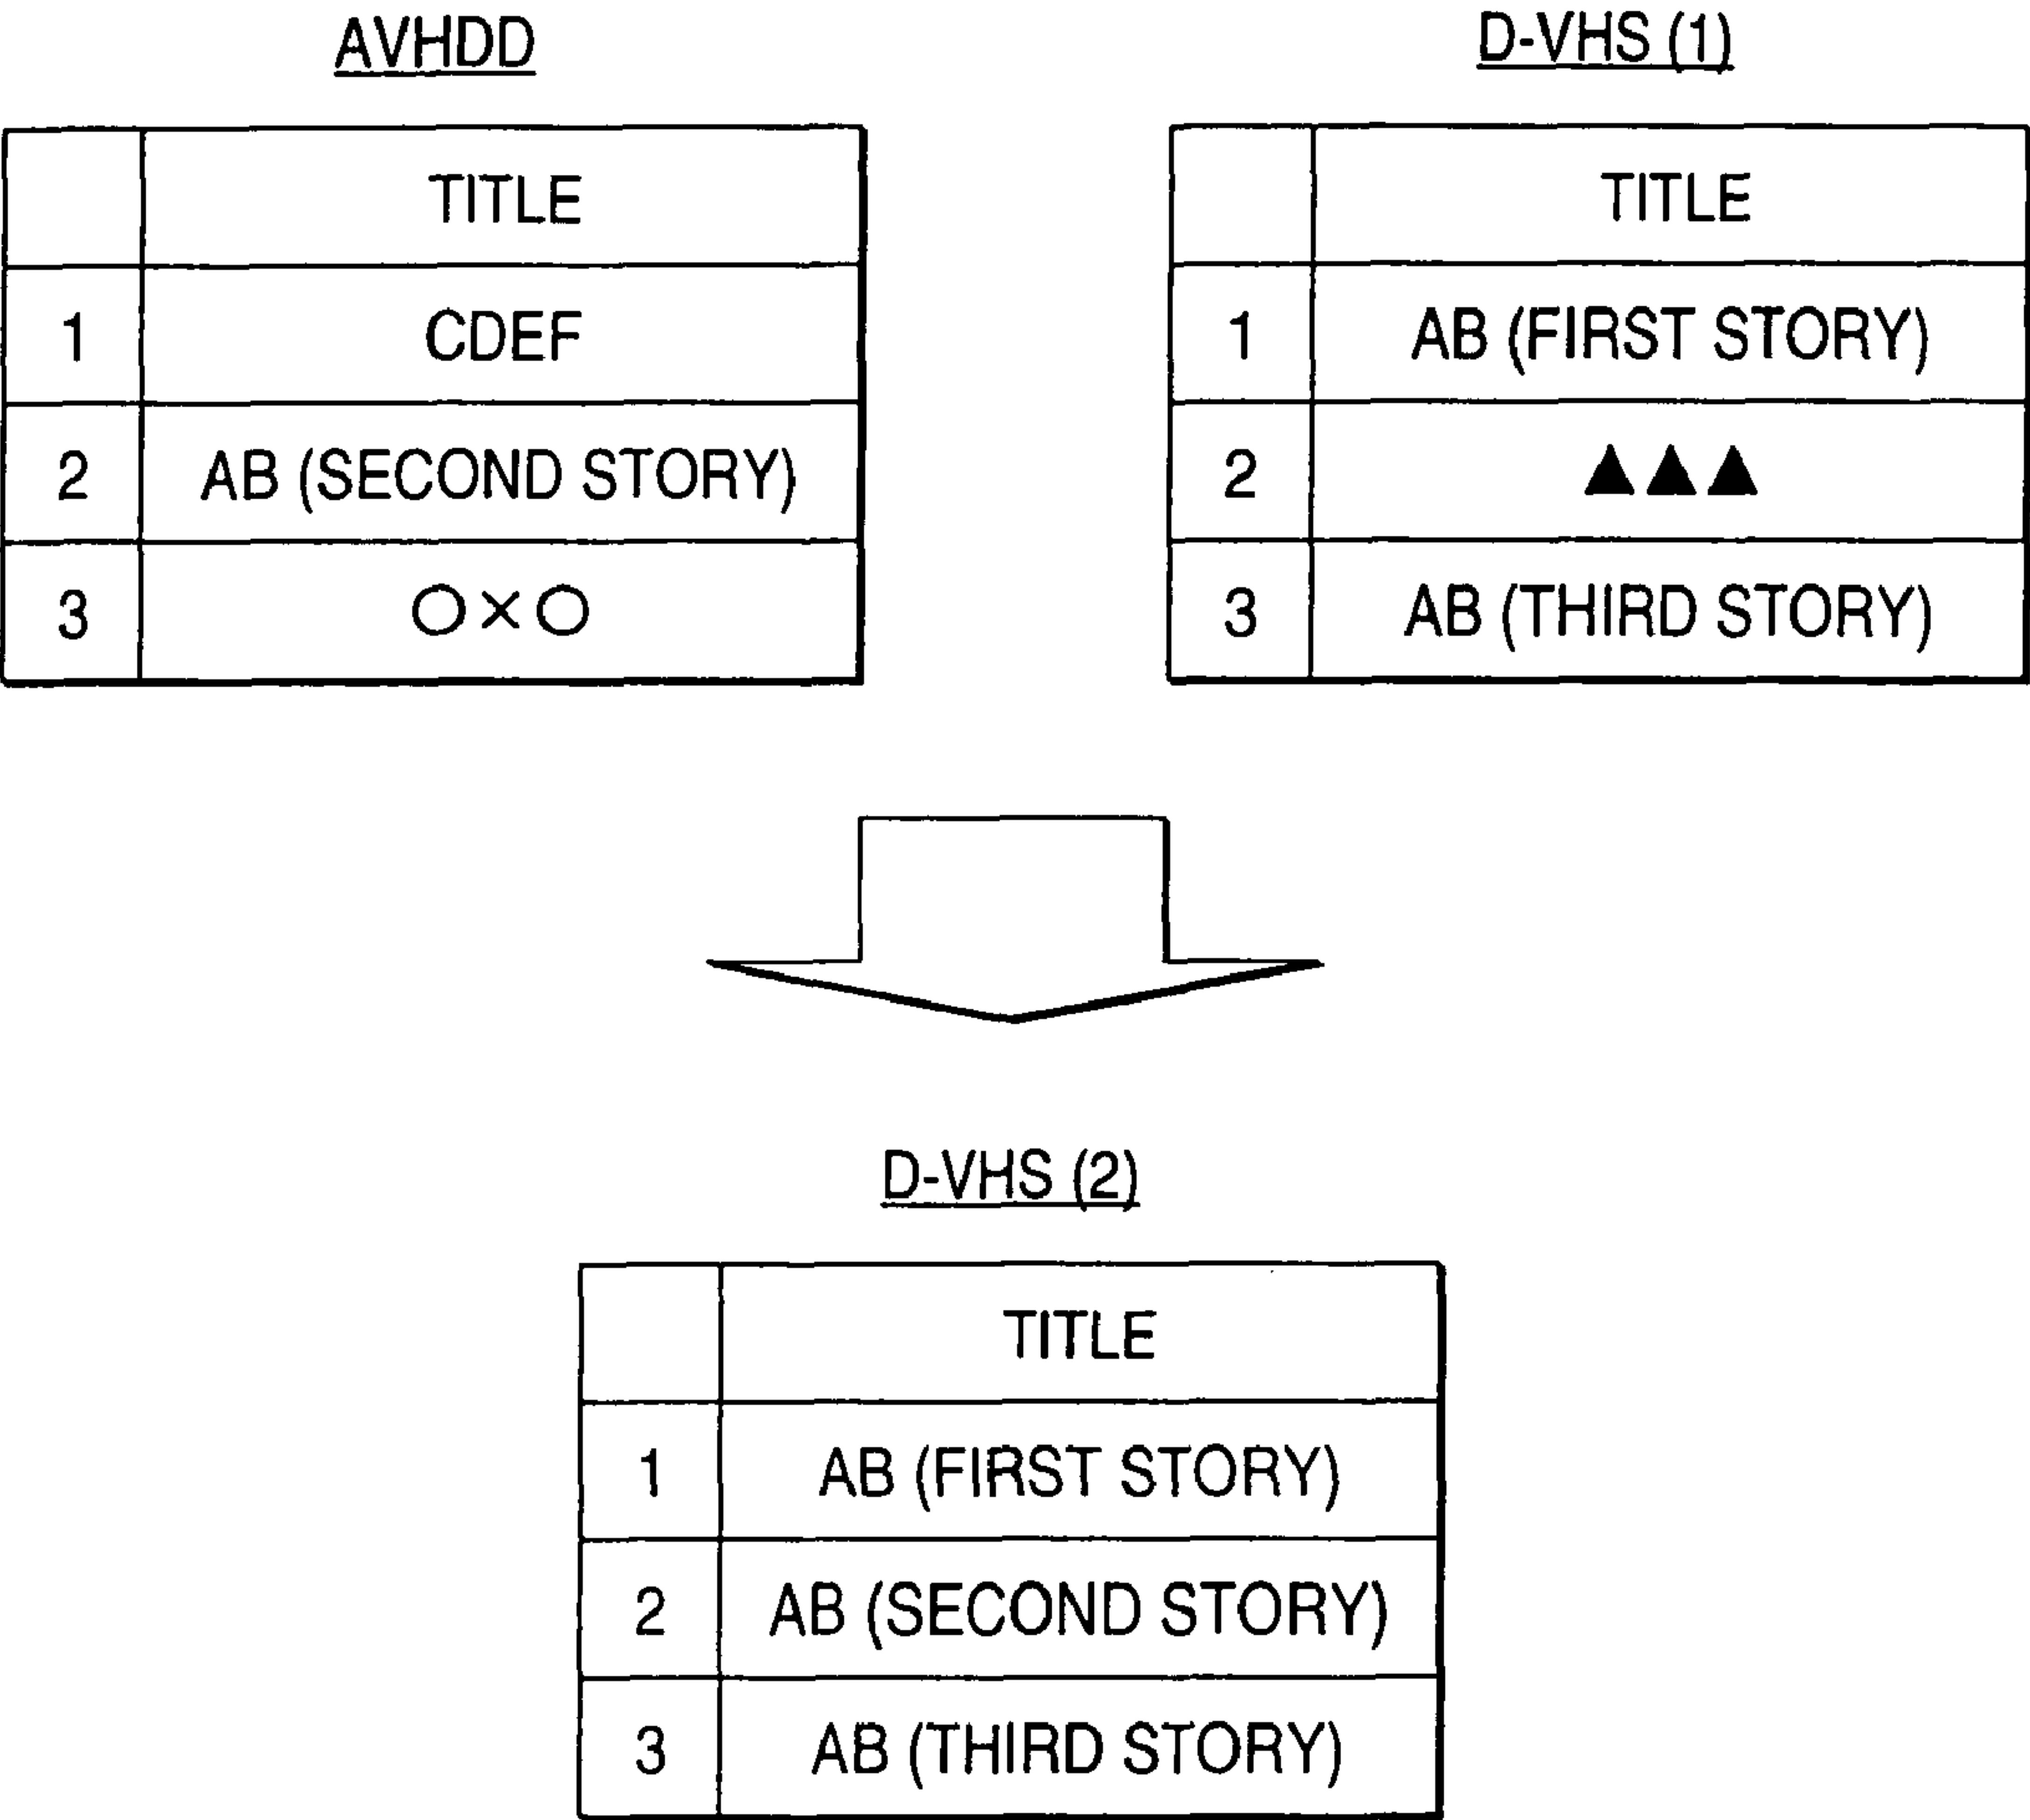 AVHDD
TITLE
1 CDEF
2 AB (SECOND STORY)
3 ○×○
D-VHS (1)
TITLE
1 AB (FIRST STORY)
2 ▲▲▲
3 AB (THIRD STORY)
D-VHS (2)
TITLE
1 AB (FIRST STORY)
2 AB (SECOND STORY)
3 AB (THIRD STORY)